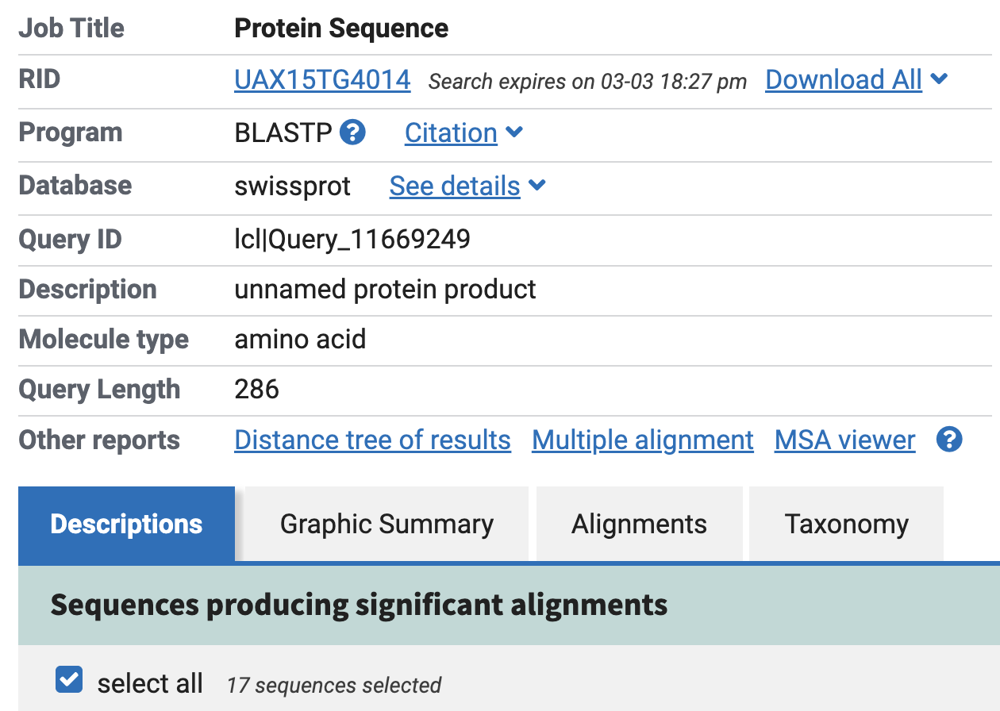 Job Title Protein Sequence
RID UAX15TG4014 Search expires on 03-03 18:27 pm Download All
Program BLASTP ? Citation
Database swissprot See details
Query ID lcl|Query_11669249
Description unnamed protein product
Molecule type amino acid
Query Length 286
Other reports Distance tree of results Multiple alignment MSA viewer ?
Descriptions Graphic Summary Alignments Taxonomy
Sequences producing significant alignments
select all 17 sequences selected